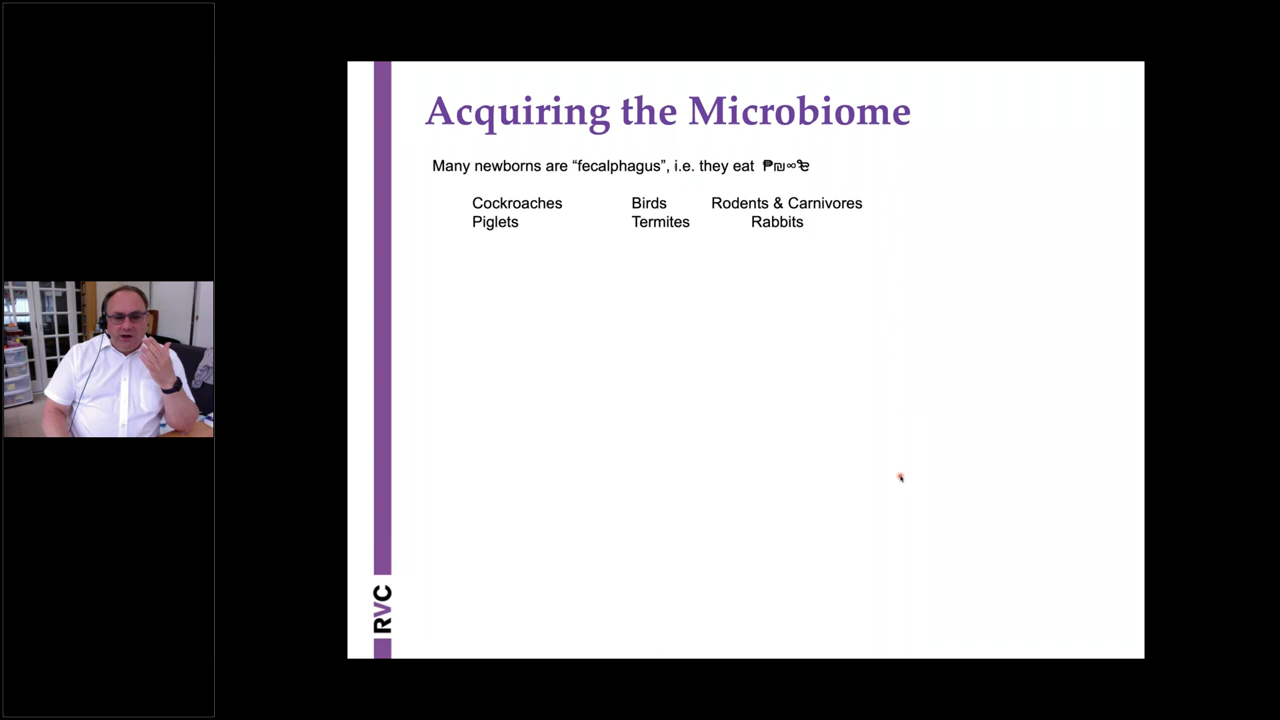 Acquiring the Microbiome
Many newborns are “fecalphagus”, i.e. they eat ₱₪∞
Cockroaches Birds Rodents & Carnivores
Piglets Termites Rabbits
RVC